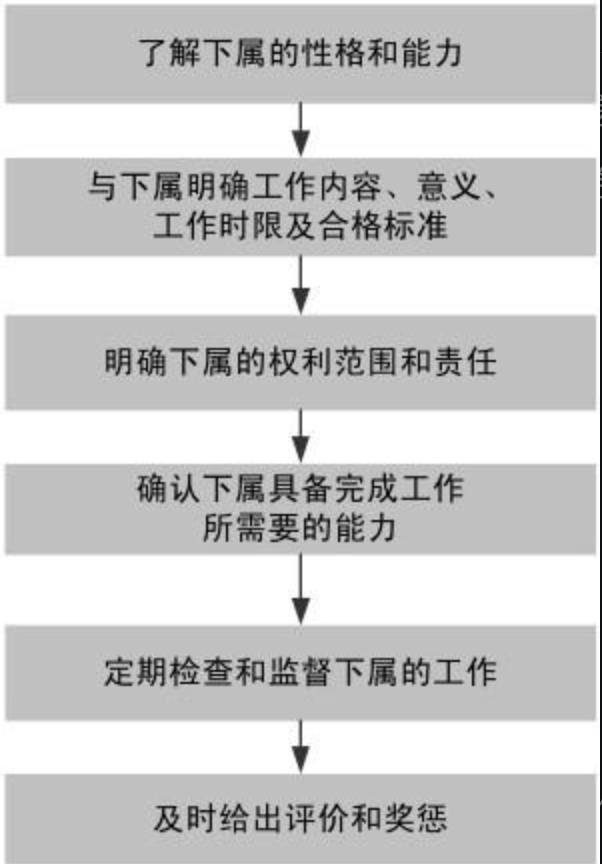 了解下属的性格和能力
与下属明确工作内容、意义、
工作时限及合格标准
明确下属的权利范围和责任
确认下属具备完成工作
所需要的能力
定期检查和监督下属的工作
及时给出评价和奖惩